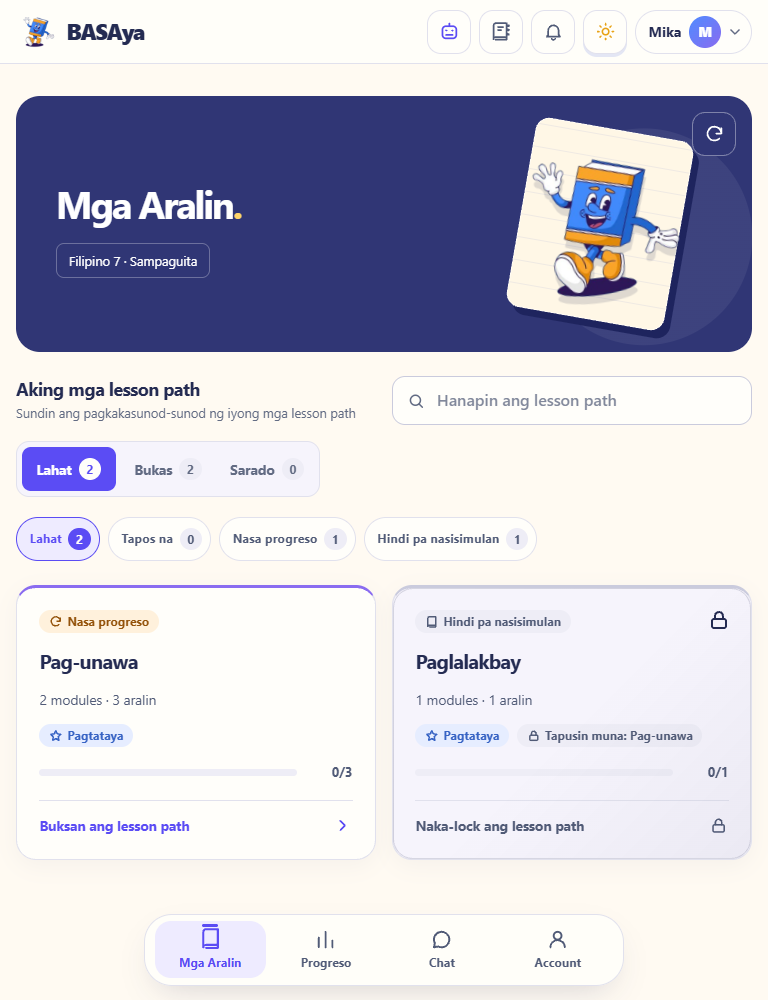 BASAya
Mika M
Mga Aralin.
Filipino 7 · Sampaguita
Aking mga lesson path
Sundin ang pagkakasunod-sunod ng iyong mga lesson path
Hanapin ang lesson path
Lahat 2 Bukas 2 Sarado 0
Lahat 2 Tapos na 0 Nasa progreso 1 Hindi pa nasisimulan 1
Nasa progreso
Pag-unawa
2 modules · 3 aralin
Pagtataya
0/3
Buksan ang lesson path
Hindi pa nasisimulan
Paglalakbay
1 modules · 1 aralin
Pagtataya Tapusin muna: Pag-unawa
0/1
Naka-lock ang lesson path
Mga Aralin Progreso Chat Account